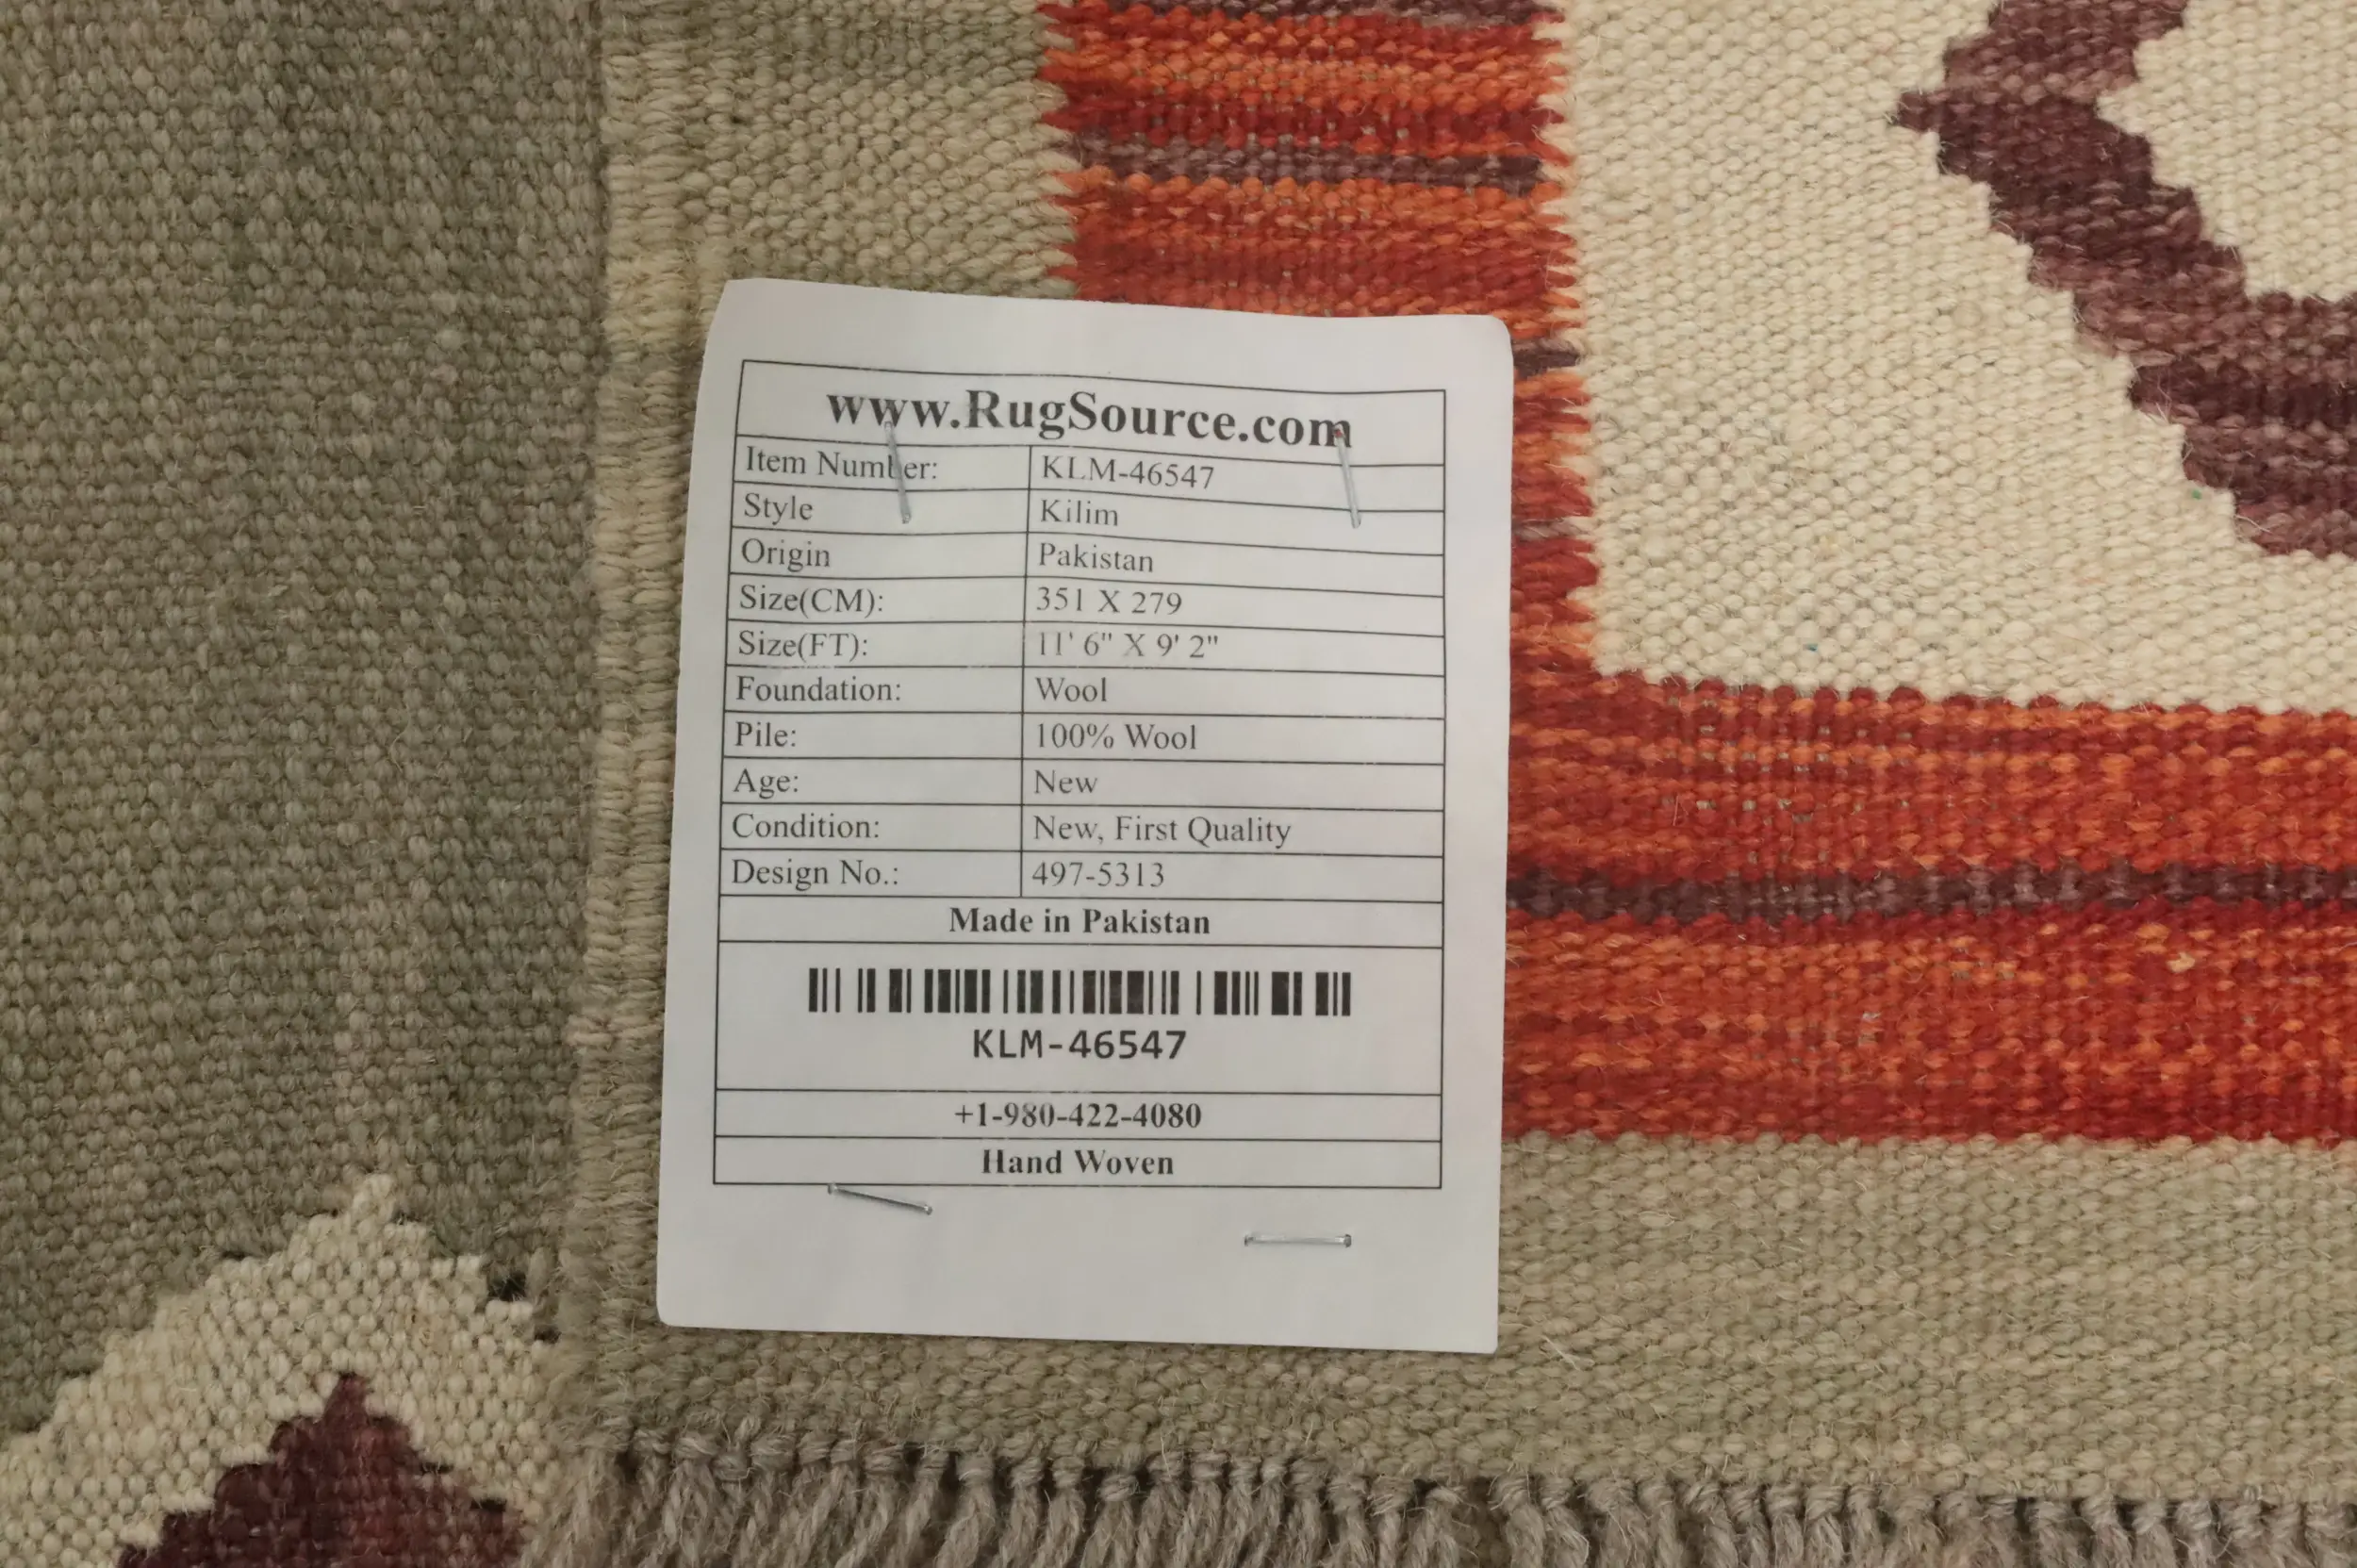 www.RugSource.com
Item Number: KLM-46547
Style Kilim
Origin Pakistan
Size(CM): 351 X 279
Size(FT): 11' 6" X 9' 2"
Foundation: Wool
Pile: 100% Wool
Age: New
Condition: New, First Quality
Design No.: 497-5313
Made in Pakistan
KLM-46547
+1-980-422-4080
Hand Woven